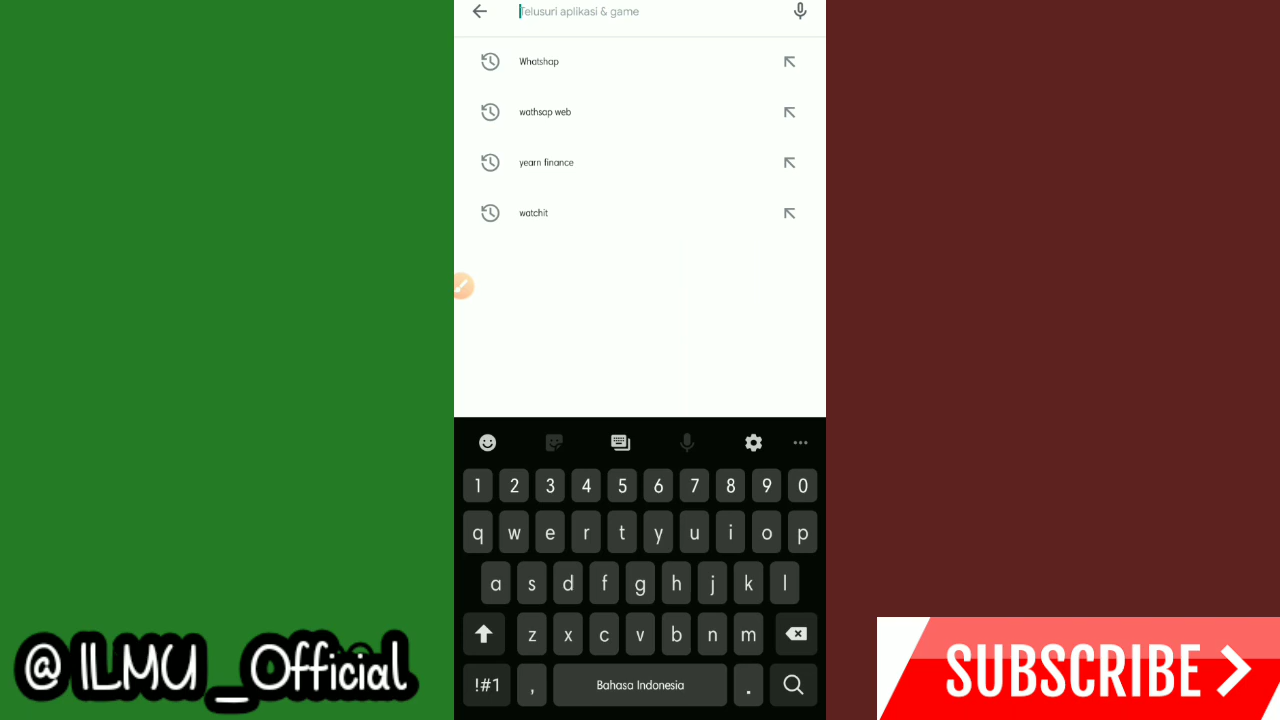 Telusuri aplikasi & game
Whatshap
wathsap web
yearn finance
watchit
1 2 3 4 5 6 7 8 9 0
q w e r t y u i o p
a s d f g h j k l
z x c v b n m
!#1 , Bahasa Indonesia .
@ILMU_Official
SUBSCRIBE